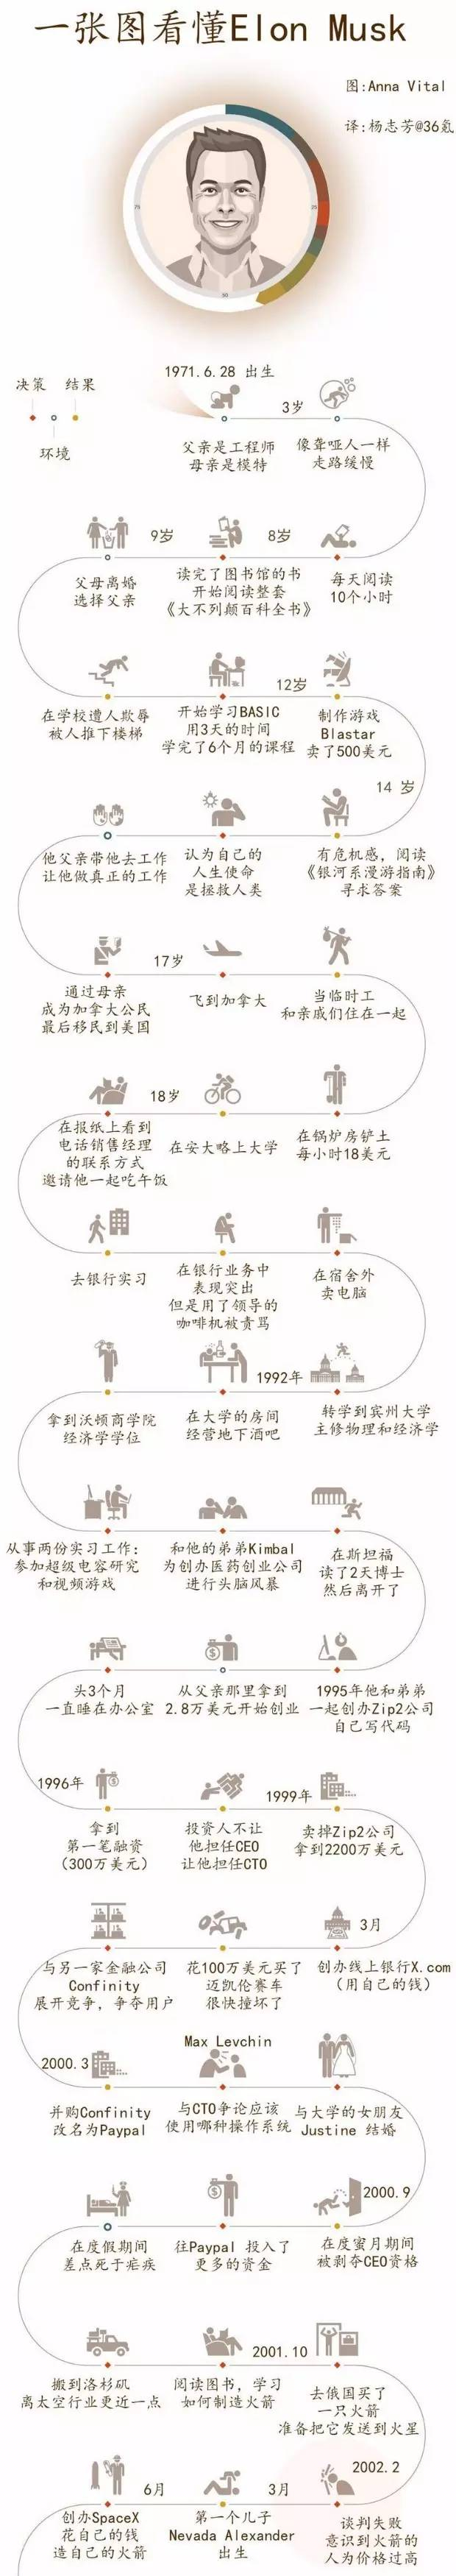 一张图看懂Elon Musk
图:Anna Vital
译:杨志芳@36氪
75
25
50
决策
结果
环境
1971.6.28 出生
父亲是工程师
母亲是模特
3岁
像聋哑人一样
走路缓慢
每天阅读
10个小时
8岁
读完了图书馆的书
开始阅读整套
《大不列颠百科全书》
9岁
父母离婚
选择父亲
在学校遭人欺辱
被人推下楼梯
开始学习BASIC
用3天的时间
学完了6个月的课程
12岁
制作游戏
Blastar
卖了500美元
14 岁
有危机感，阅读
《银河系漫游指南》
寻求答案
认为自己的
人生使命
是拯救人类
他父亲带他去工作
让他做真正的工作
通过母亲
成为加拿大公民
最后移民到美国
17岁
飞到加拿大
当临时工
和亲戚们住在一起
在锅炉房铲土
每小时18美元
在安大略上大学
18岁
在报纸上看到
电话销售经理
的联系方式
邀请他一起吃午饭
去银行实习
在银行业务中
表现突出
但是用了领导的
咖啡机被责骂
在宿舍外
卖电脑
1992年
转学到宾州大学
主修物理和经济学
在大学的房间
经营地下酒吧
拿到沃顿商学院
经济学学位
从事两份实习工作：
参加超级电容研究
和视频游戏
和他的弟弟Kimbal
为创办医药创业公司
进行头脑风暴
在斯坦福
读了2天博士
然后离开了
1995年他和弟弟
一起创办Zip2公司
自己写代码
从父亲那里拿到
2.8万美元开始创业
头3个月
一直睡在办公室
1996年
拿到
第一笔融资
（300万美元）
投资人不让
他担任CEO
让他担任CTO
1999年
卖掉Zip2公司
拿到2200万美元
3月
创办线上银行X.com
（用自己的钱）
花100万美元买了
迈凯伦赛车
很快撞坏了
与另一家金融公司
Confinity
展开竞争，争夺用户
2000.3
并购Confinity
改名为Paypal
Max Levchin
与CTO争论应该
使用哪种操作系统
与大学的女朋友
Justine 结婚
2000.9
在度蜜月期间
被剥夺CEO资格
往Paypal 投入了
更多的资金
在度假期间
差点死于疟疾
搬到洛杉矶
离太空行业更近一点
阅读图书，学习
如何制造火箭
2001.10
去俄国买了
一只火箭
准备把它发送到火星
2002.2
谈判失败
意识到火箭的
人为价格过高
3月
第一个儿子
Nevada Alexander
出生
6月
创办SpaceX
花自己的钱
造自己的火箭